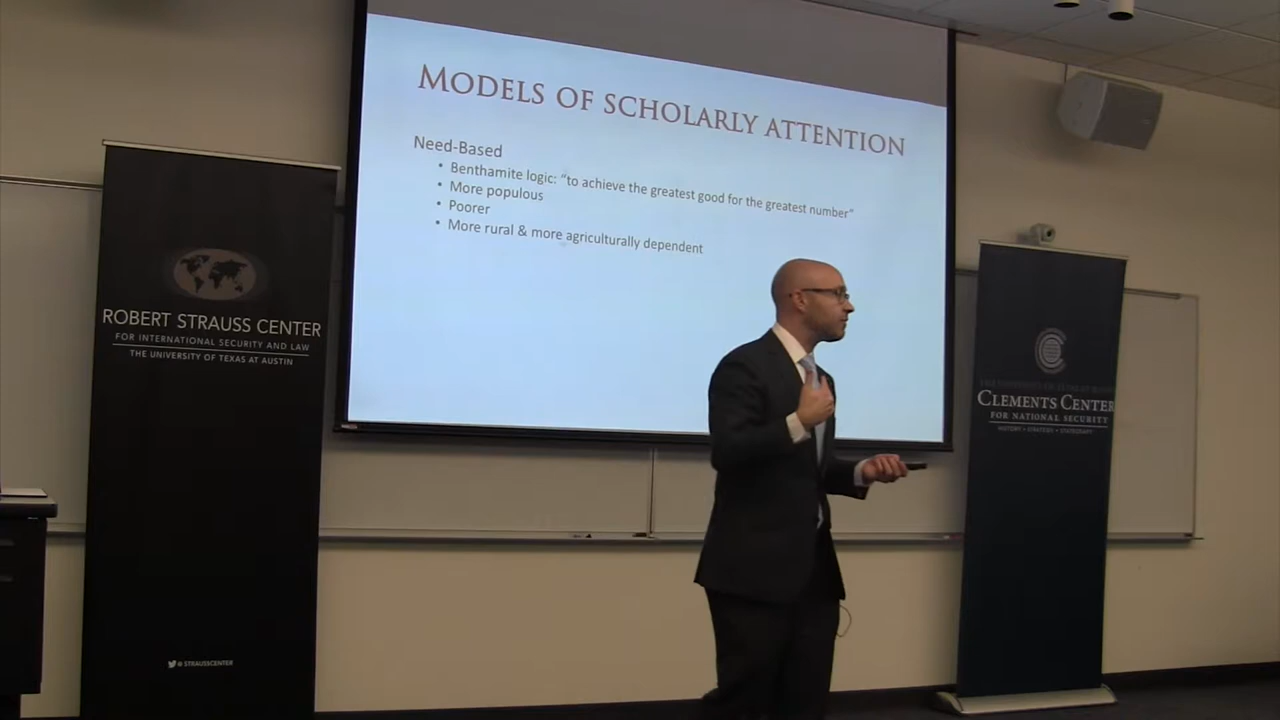 MODELS OF SCHOLARLY ATTENTION
Need-Based
• Benthamite logic: "to achieve the greatest good for the greatest number"
• More populous
• Poorer
• More rural & more agriculturally dependent
ROBERT STRAUSS CENTER
FOR INTERNATIONAL SECURITY AND LAW
THE UNIVERSITY OF TEXAS AT AUSTIN
@STRAUSSCENTER
CLEMENTS CENTER
FOR NATIONAL SECURITY
HISTORY • STRATEGY • STATECRAFT